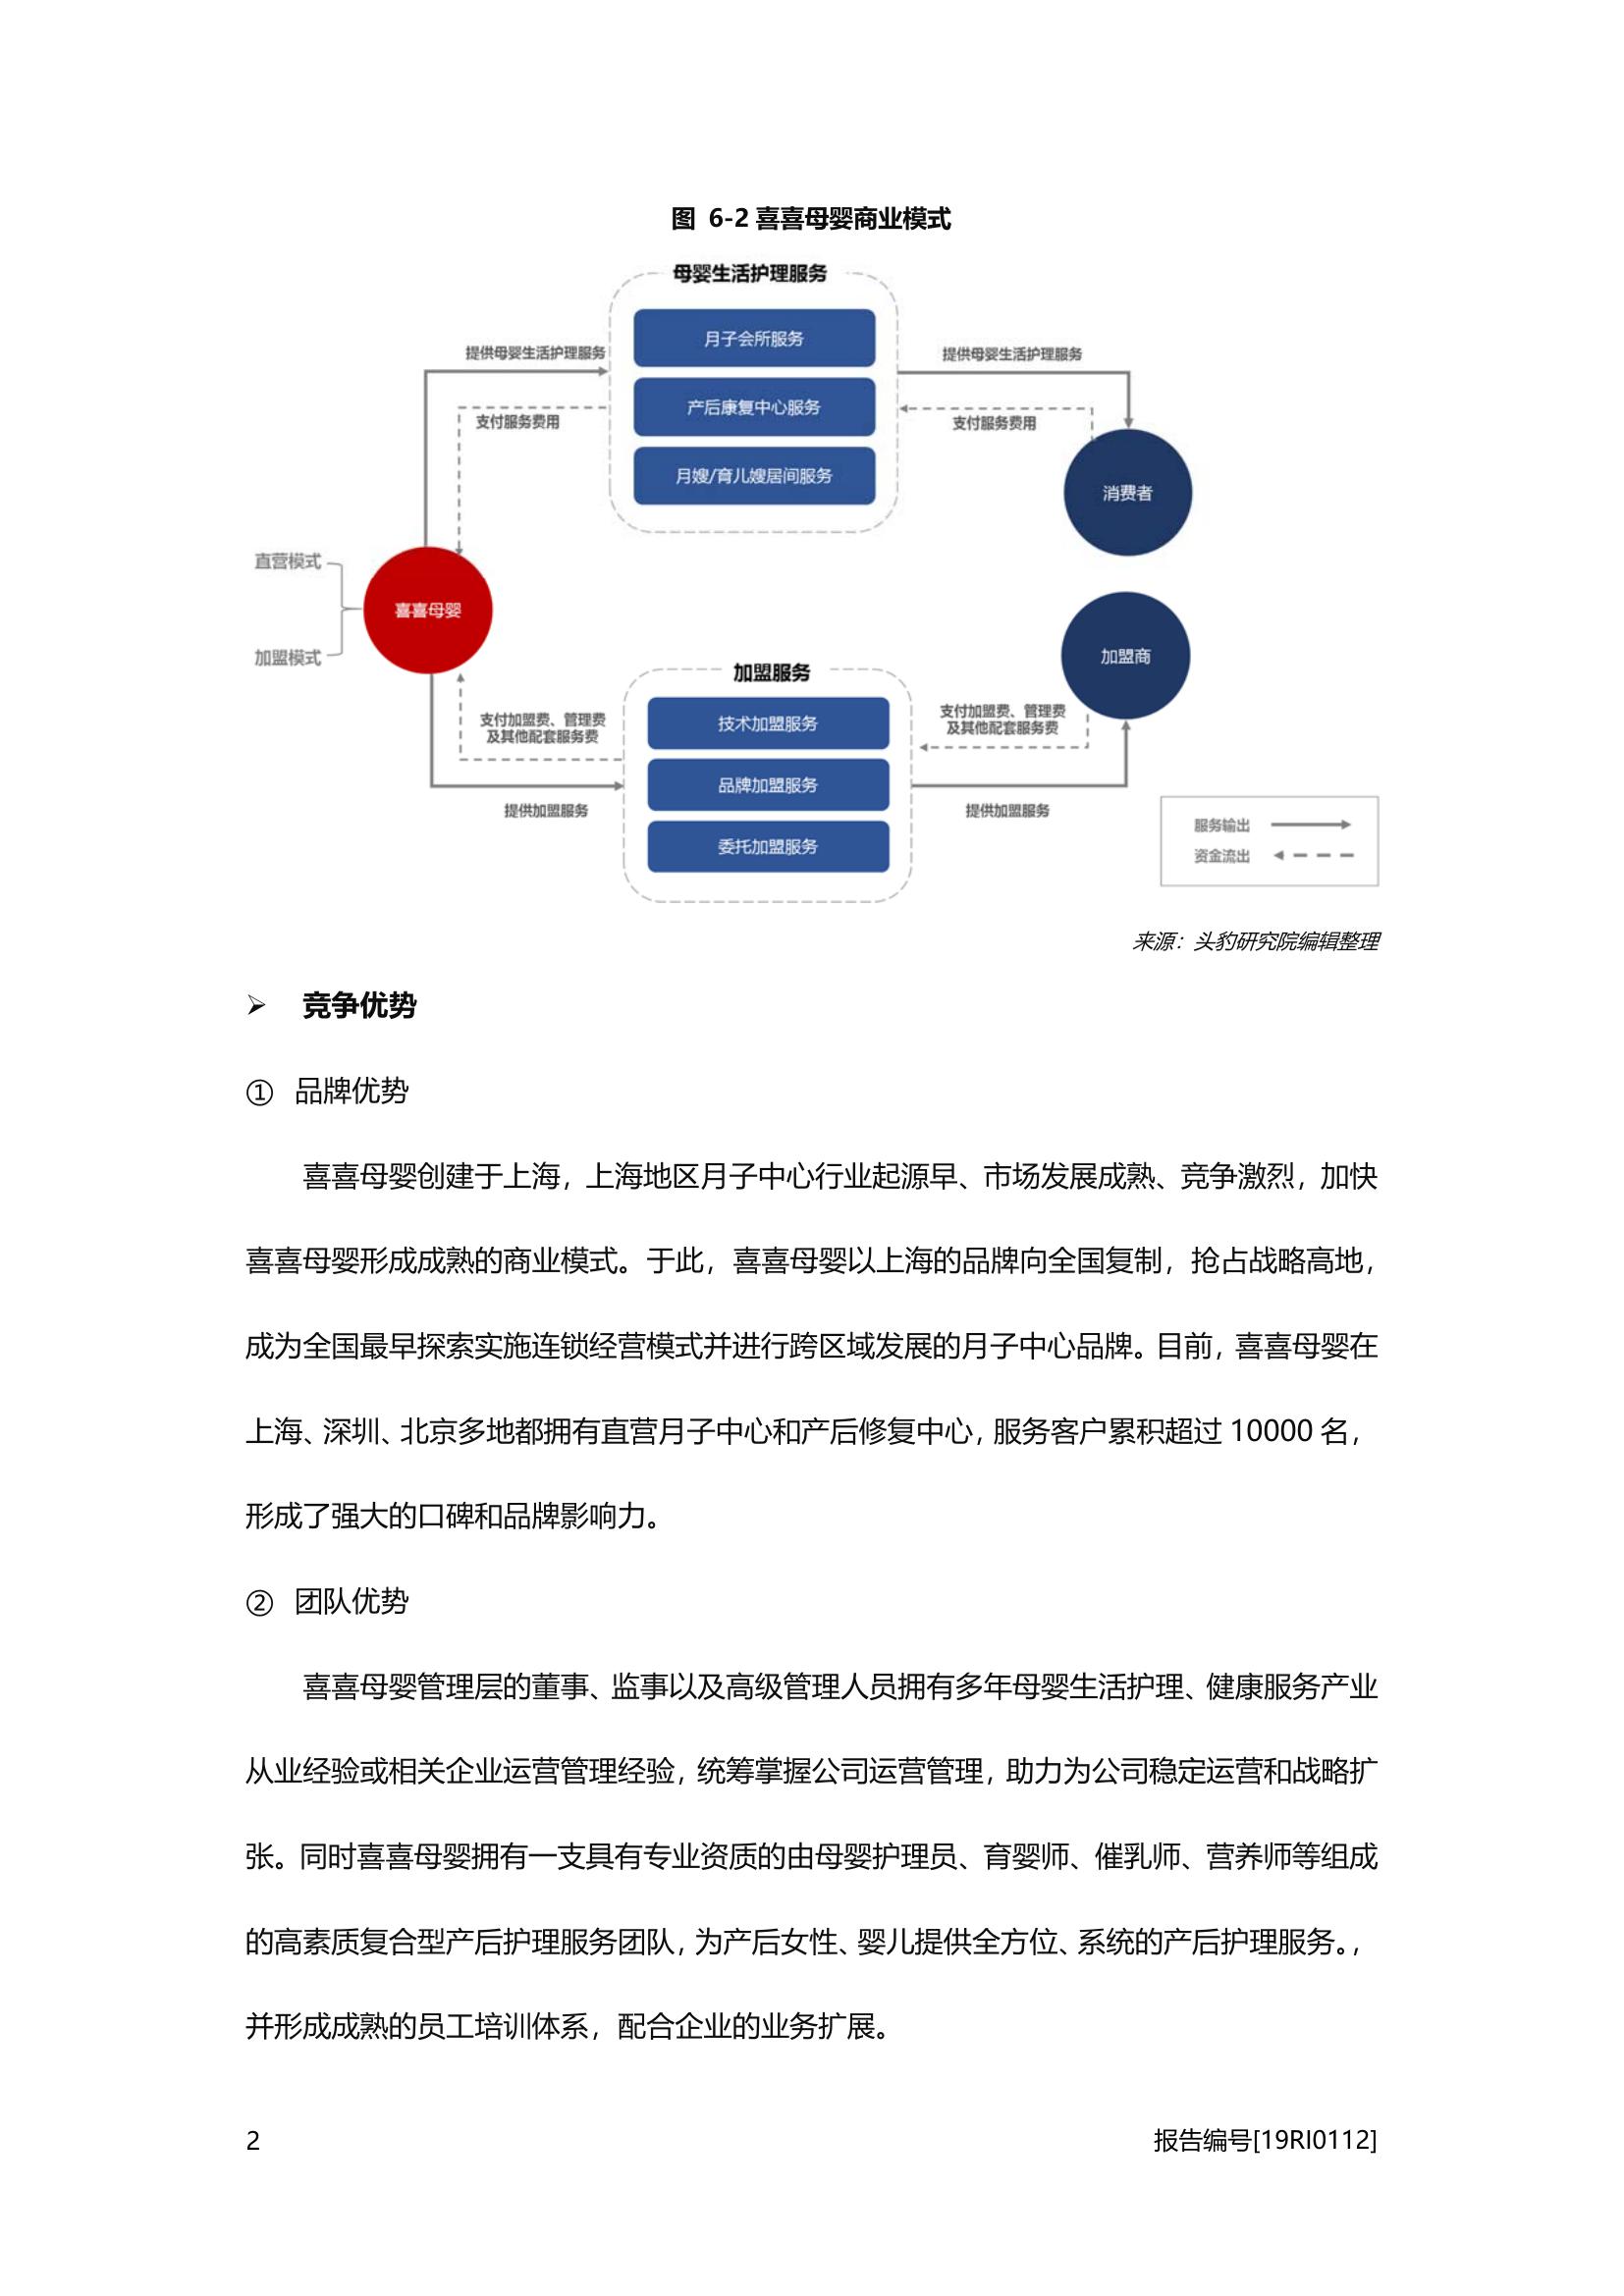 图 6-2 喜喜母婴商业模式
母婴生活护理服务
月子会所服务
提供母婴生活护理服务
提供母婴生活护理服务
产后康复中心服务
支付服务费用
支付服务费用
月嫂/育儿嫂居间服务
消费者
直营模式
喜喜母婴
加盟模式
加盟商
加盟服务
支付加盟费、管理费
及其他配套服务费
技术加盟服务
支付加盟费、管理费
及其他配套服务费
品牌加盟服务
提供加盟服务
提供加盟服务
委托加盟服务
服务输出
资金流出
来源：头豹研究院编辑整理
➢ 竞争优势
① 品牌优势
喜喜母婴创建于上海，上海地区月子中心行业起源早、市场发展成熟、竞争激烈，加快
喜喜母婴形成成熟的商业模式。于此，喜喜母婴以上海的品牌向全国复制，抢占战略高地，
成为全国最早探索实施连锁经营模式并进行跨区域发展的月子中心品牌。目前，喜喜母婴在
上海、深圳、北京多地都拥有直营月子中心和产后修复中心，服务客户累积超过 10000 名，
形成了强大的口碑和品牌影响力。
② 团队优势
喜喜母婴管理层的董事、监事以及高级管理人员拥有多年母婴生活护理、健康服务产业
从业经验或相关企业运营管理经验，统筹掌握公司运营管理，助力为公司稳定运营和战略扩
张。同时喜喜母婴拥有一支具有专业资质的由母婴护理员、育婴师、催乳师、营养师等组成
的高素质复合型产后护理服务团队，为产后女性、婴儿提供全方位、系统的产后护理服务。，
并形成成熟的员工培训体系，配合企业的业务扩展。
2
报告编号[19RI0112]